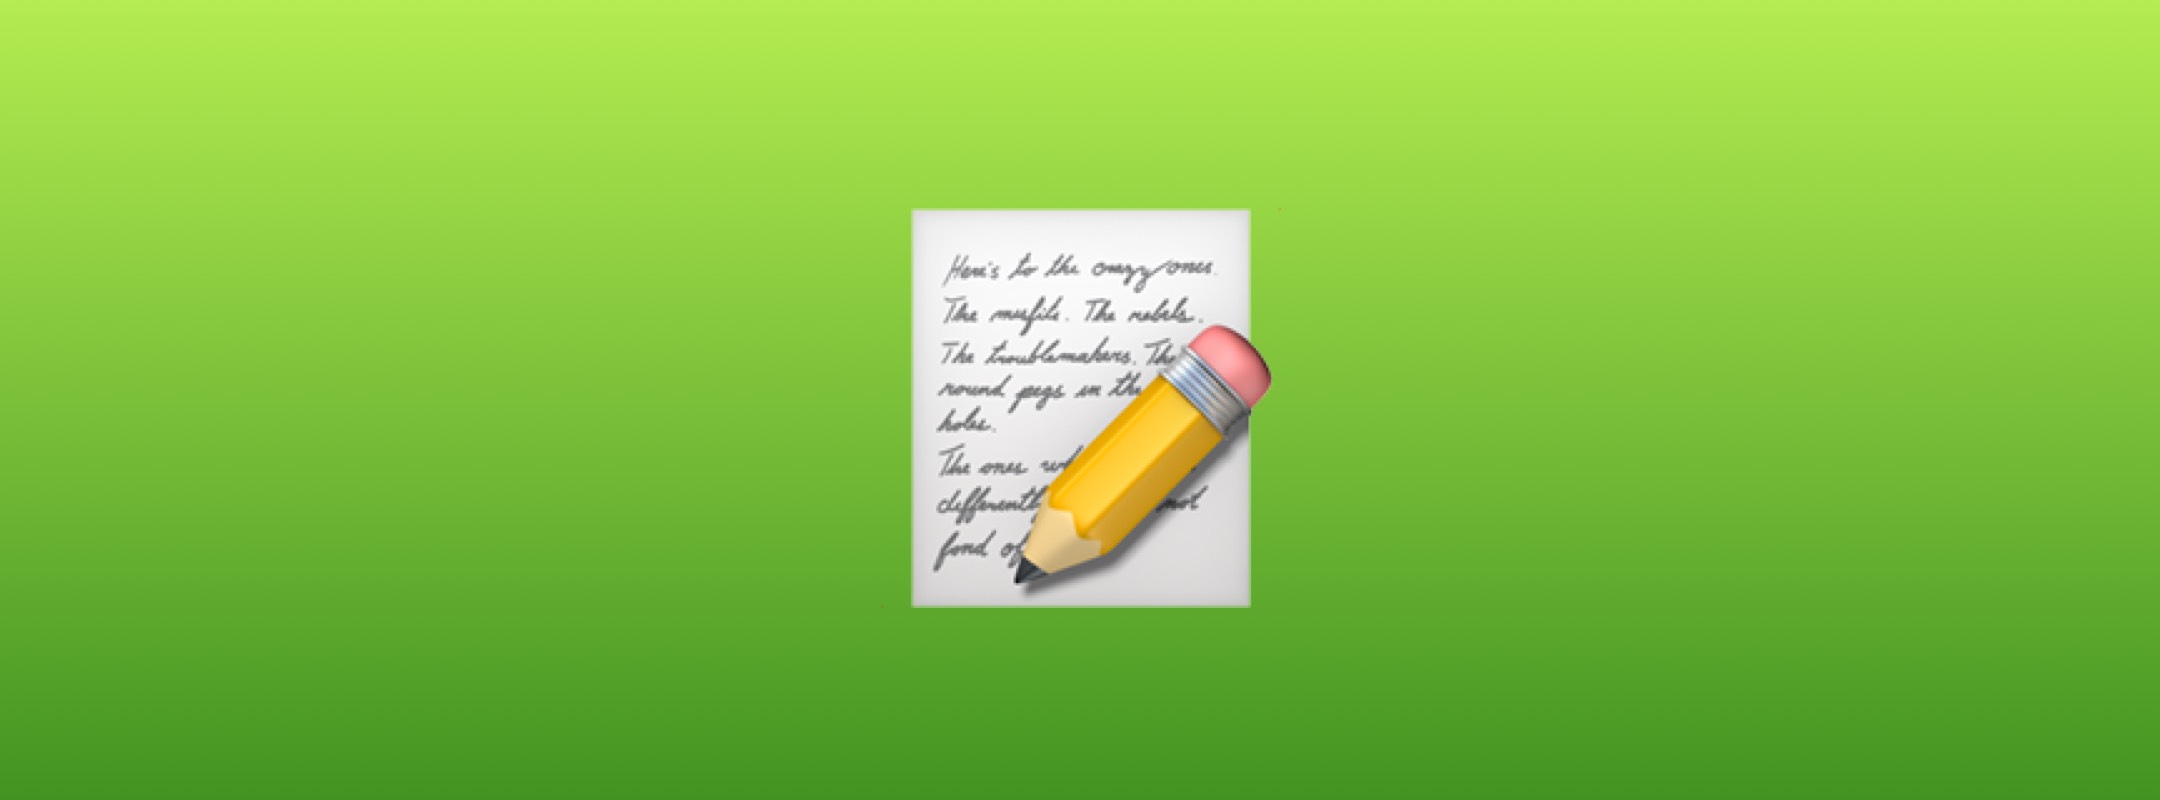 Here's to the crazy ones.
The misfits. The rebels.
The troublemakers. The
round pegs in the
holes.
The ones
differently not
fond of